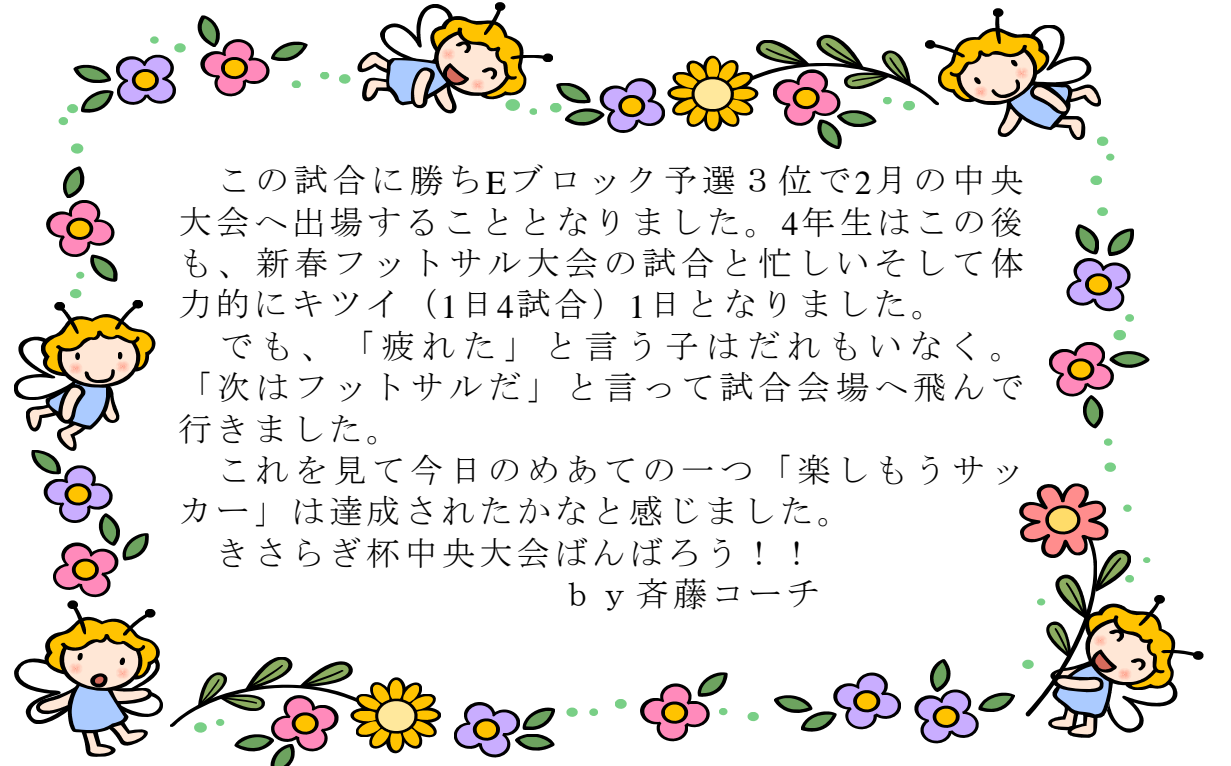 この試合に勝ちEブロック予選３位で2月の中央
大会へ出場することとなりました。4年生はこの後
も、新春フットサル大会の試合と忙しいそして体
力的にキツイ（1日4試合）1日となりました。
でも、「疲れた」と言う子はだれもいなく。
「次はフットサルだ」と言って試合会場へ飛んで
行きました。
これを見て今日のめあての一つ「楽しもうサッ
カー」は達成されたかなと感じました。
きさらぎ杯中央大会ばんばろう！！
ｂｙ斉藤コーチ